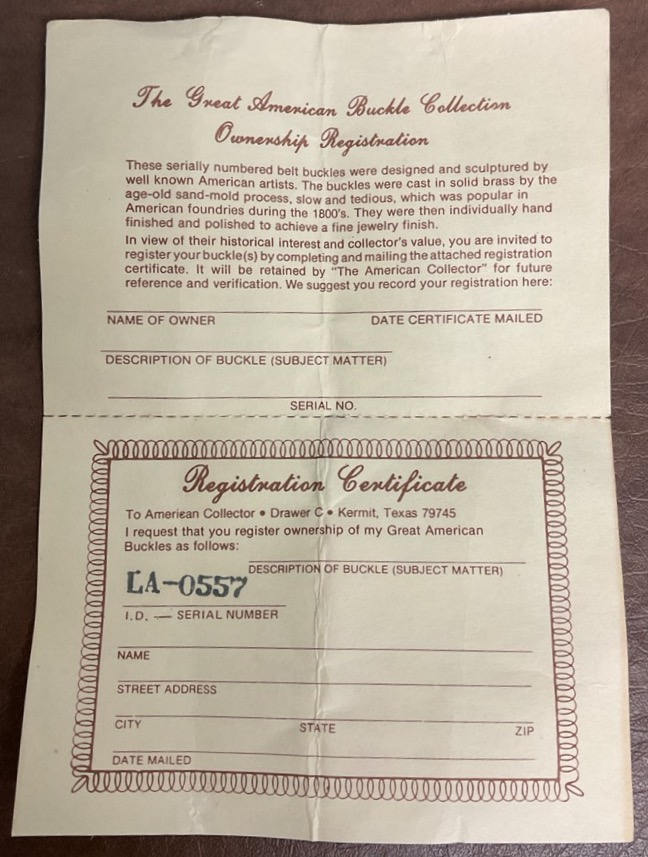 The Great American Buckle Collection
Ownership Registration
These serially numbered belt buckles were designed and sculptured by
well known American artists. The buckles were cast in solid brass by the
age-old sand-mold process, slow and tedious, which was popular in
American foundries during the 1800's. They were then individually hand
finished and polished to achieve a fine jewelry finish.
In view of their historical interest and collector's value, you are invited to
register your buckle(s) by completing and mailing the attached registration
certificate. It will be retained by "The American Collector" for future
reference and verification. We suggest you record your registration here:
NAME OF OWNER DATE CERTIFICATE MAILED
DESCRIPTION OF BUCKLE (SUBJECT MATTER)
SERIAL NO.
Registration Certificate
To American Collector • Drawer C • Kermit, Texas 79745
I request that you register ownership of my Great American
Buckles as follows:
DESCRIPTION OF BUCKLE (SUBJECT MATTER)
LA-0557
I.D. — SERIAL NUMBER
NAME
STREET ADDRESS
CITY STATE ZIP
DATE MAILED